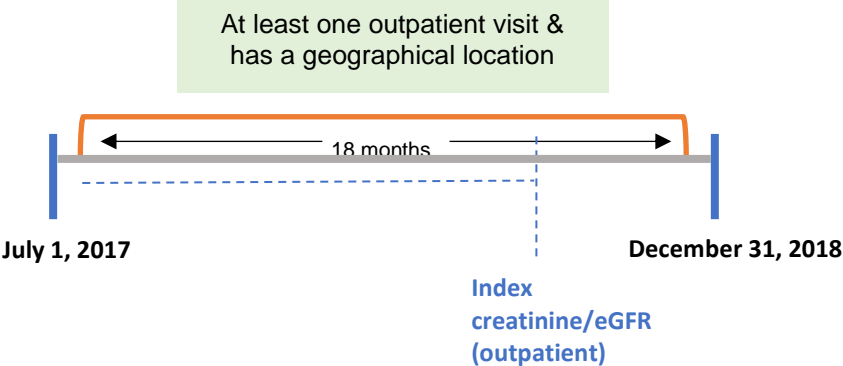 At least one outpatient visit &
has a geographical location
18 months
July 1, 2017
December 31, 2018
Index
creatinine/eGFR
(outpatient)